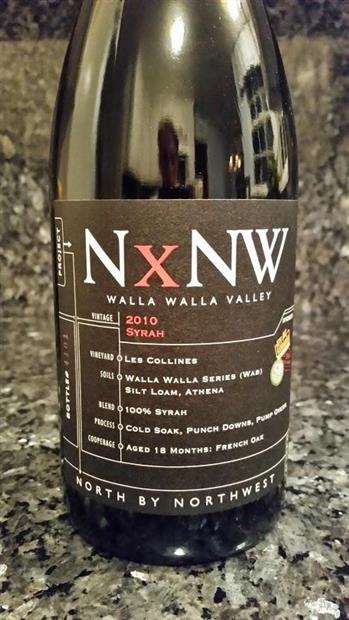 NxNW
WALLA WALLA VALLEY
PROJECT
VINTAGE
2010
SYRAH
VINEYARD LES COLLINES
SOILS WALLA WALLA SERIES (WAB)
SILT LOAM, ATHENA
BLEND 100% SYRAH
PROCESS COLD SOAK, PUNCH DOWNS, PUMP OVERS
COOPERAGE AGED 18 MONTHS: FRENCH OAK
BOTTLES
NORTH BY NORTHWEST